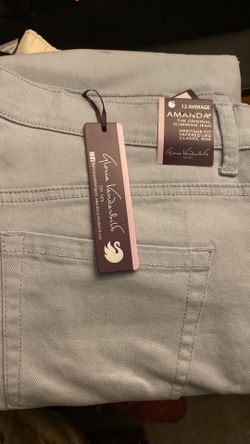 12 AVERAGE
AMANDA®
THE ORIGINAL
SLIMMING JEAN
HERITAGE FIT
TAPERED LEG
CLASSIC RISE
Gloria Vanderbilt
Gloria Vanderbilt